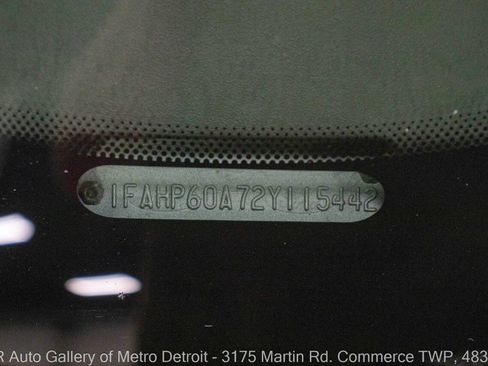 1FAHP60A72Y115442
R Auto Gallery of Metro Detroit - 3175 Martin Rd. Commerce TWP, 483